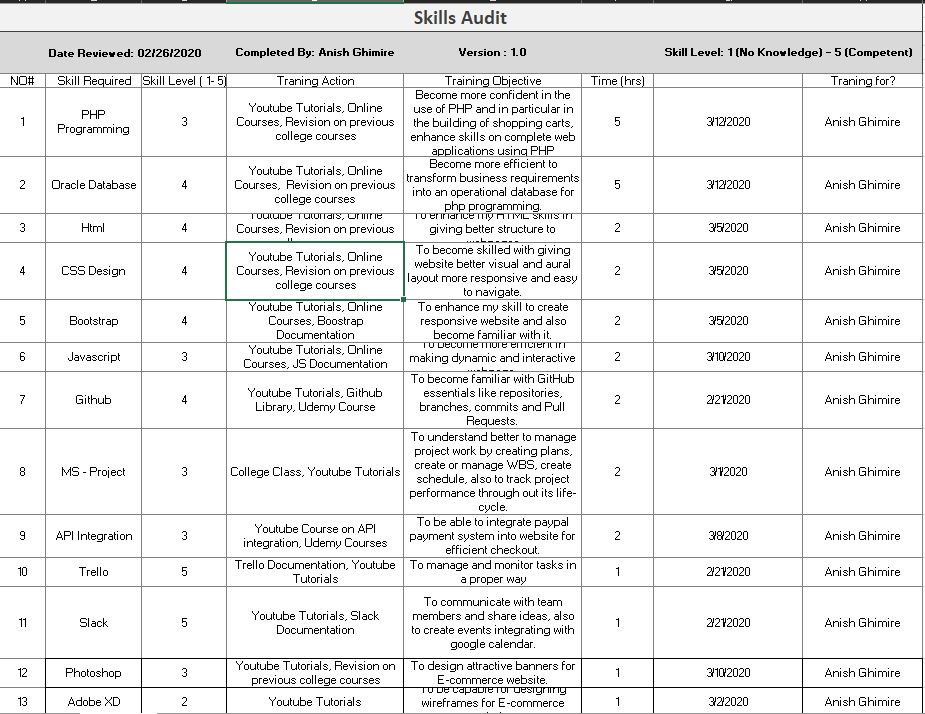 Skills Audit
Date Reviewed: 02/26/2020 Completed By: Anish Ghimire Version : 1.0 Skill Level: 1 (No Knowledge) - 5 (Competent)
NO# Skill Required Skill Level ( 1- 5) Traning Action Training Objective Time (hrs) Traning for?
1 PHP Programming 3 Youtube Tutorials, Online Courses, Revision on previous college courses Become more confident in the use of PHP and in particular in the building of shopping carts, enhance skills on complete web applications using PHP 5 3/12/2020 Anish Ghimire
2 Oracle Database 4 Youtube Tutorials, Online Courses, Revision on previous college courses Become more efficient to transform business requirements into an operational database for php programming. 5 3/12/2020 Anish Ghimire
3 Html 4 Youtube Tutorials, Online Courses, Revision on previous To enhance my HTML skills in giving better structure to 2 3/5/2020 Anish Ghimire
4 CSS Design 4 Youtube Tutorials, Online Courses, Revision on previous college courses To become skilled with giving website better visual and aural layout more responsive and easy to navigate. 2 3/5/2020 Anish Ghimire
5 Bootstrap 4 Youtube Tutorials, Online Courses, Boostrap Documentation To enhance my skill to create responsive website and also become familiar with it. 2 3/5/2020 Anish Ghimire
6 Javascript 3 Youtube Tutorials, Online Courses, JS Documentation To become more efficient in making dynamic and interactive 2 3/10/2020 Anish Ghimire
7 Github 4 Youtube Tutorials, Github Library, Udemy Course To become familiar with GitHub essentials like repositories, branches, commits and Pull Requests. 2 2/21/2020 Anish Ghimire
8 MS - Project 3 College Class, Youtube Tutorials To understand better to manage project work by creating plans, create or manage WBS, create schedule, also to track project performance through out its life-cycle. 2 3/1/2020 Anish Ghimire
9 API Integration 3 Youtube Course on API integration, Udemy Courses To be able to integrate paypal payment system into website for efficient checkout. 2 3/8/2020 Anish Ghimire
10 Trello 5 Trello Documentation, Youtube Tutorials To manage and monitor tasks in a proper way 1 2/21/2020 Anish Ghimire
11 Slack 5 Youtube Tutorials, Slack Documentation To communicate with team members and share ideas, also to create events integrating with google calendar. 1 2/21/2020 Anish Ghimire
12 Photoshop 3 Youtube Tutorials, Revision on previous college courses To design attractive banners for E-commerce website. 1 3/10/2020 Anish Ghimire
13 Adobe XD 2 Youtube Tutorials To be capable for designing wireframes for E-commerce 1 3/2/2020 Anish Ghimire